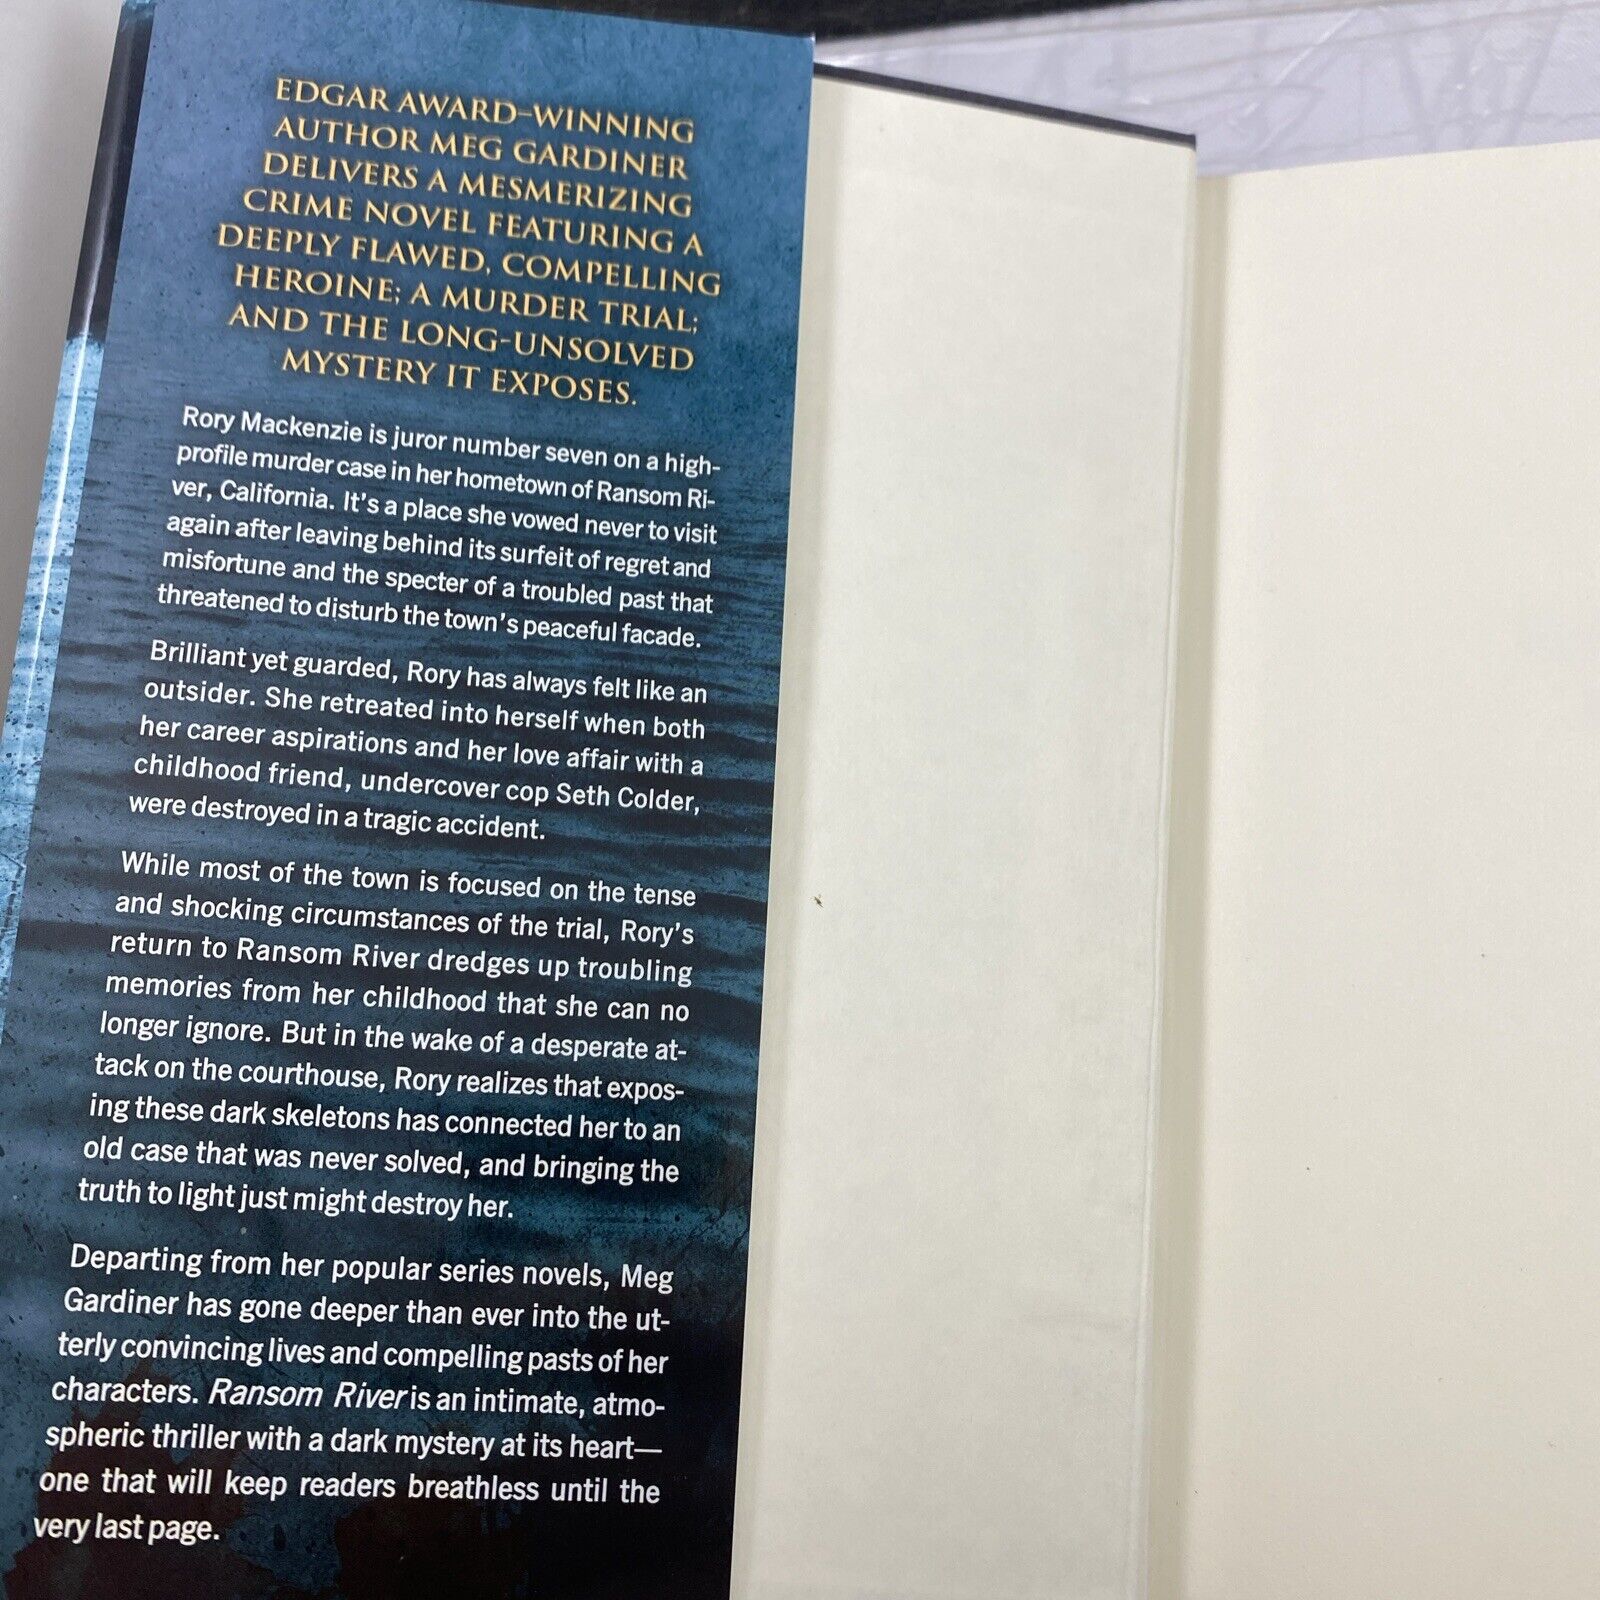 EDGAR AWARD–WINNING
AUTHOR MEG GARDINER
DELIVERS A MESMERIZING
CRIME NOVEL FEATURING A
DEEPLY FLAWED, COMPELLING
HEROINE; A MURDER TRIAL;
AND THE LONG-UNSOLVED
MYSTERY IT EXPOSES.
Rory Mackenzie is juror number seven on a high-
profile murder case in her hometown of Ransom Ri-
ver, California. It's a place she vowed never to visit
again after leaving behind its surfeit of regret and
misfortune and the specter of a troubled past that
threatened to disturb the town's peaceful facade.
Brilliant yet guarded, Rory has always felt like an
outsider. She retreated into herself when both
her career aspirations and her love affair with a
childhood friend, undercover cop Seth Colder,
were destroyed in a tragic accident.
While most of the town is focused on the tense
and shocking circumstances of the trial, Rory's
return to Ransom River dredges up troubling
memories from her childhood that she can no
longer ignore. But in the wake of a desperate at-
tack on the courthouse, Rory realizes that expos-
ing these dark skeletons has connected her to an
old case that was never solved, and bringing the
truth to light just might destroy her.
Departing from her popular series novels, Meg
Gardiner has gone deeper than ever into the ut-
terly convincing lives and compelling pasts of her
characters. Ransom River is an intimate, atmo-
spheric thriller with a dark mystery at its heart—
one that will keep readers breathless until the
very last page.